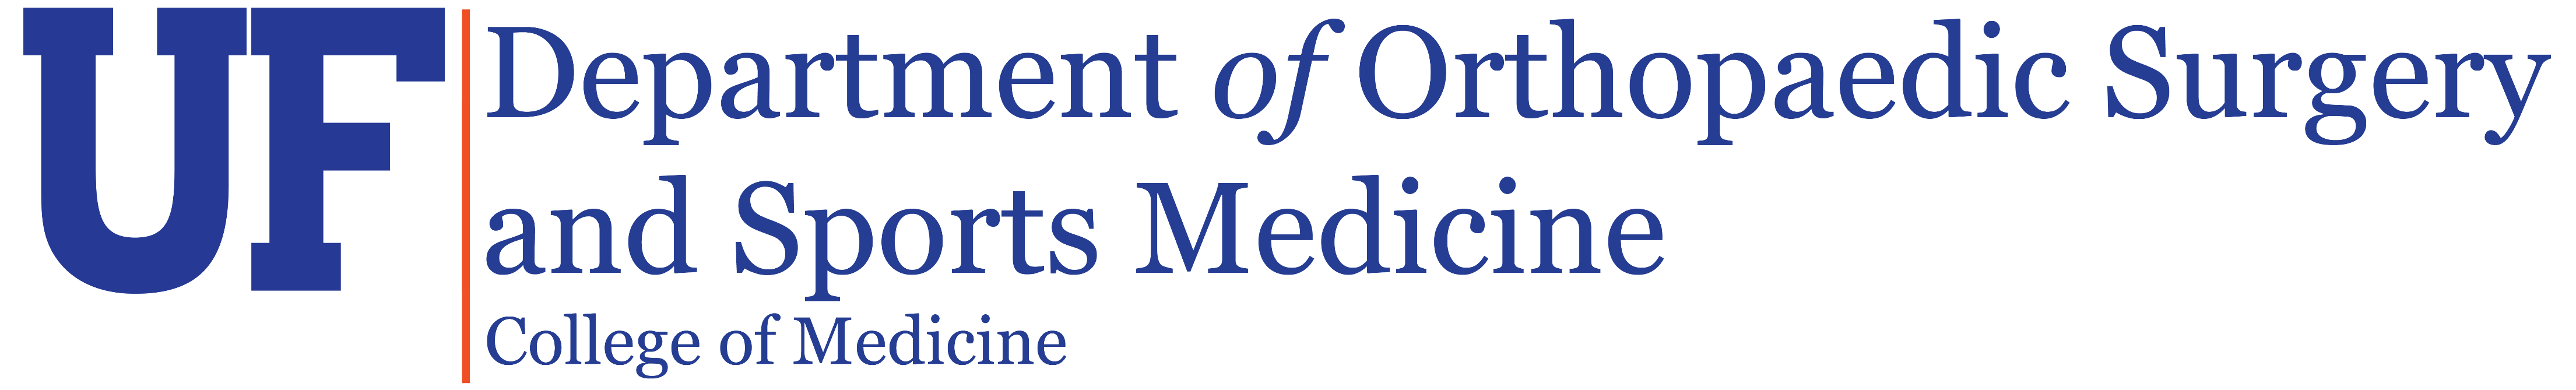 UF
Department of Orthopaedic Surgery
and Sports Medicine
College of Medicine